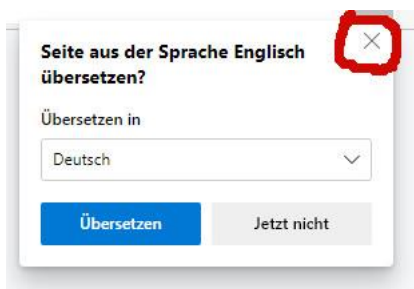 Seite aus der Sprache Englisch
übersetzen?
Übersetzen in
Deutsch
Übersetzen
Jetzt nicht